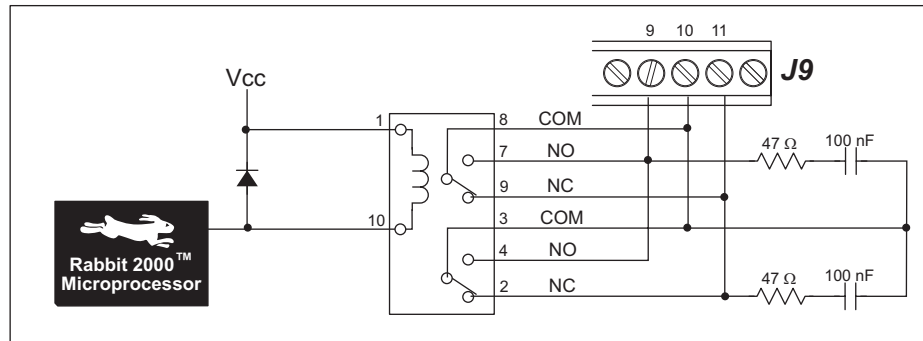 9 10 11
J9
Vcc
1
8 COM
47 Ω 100 nF
7 NO
9 NC
10
3 COM
Rabbit 2000™
Microprocessor
4 NO
47 Ω 100 nF
2 NC